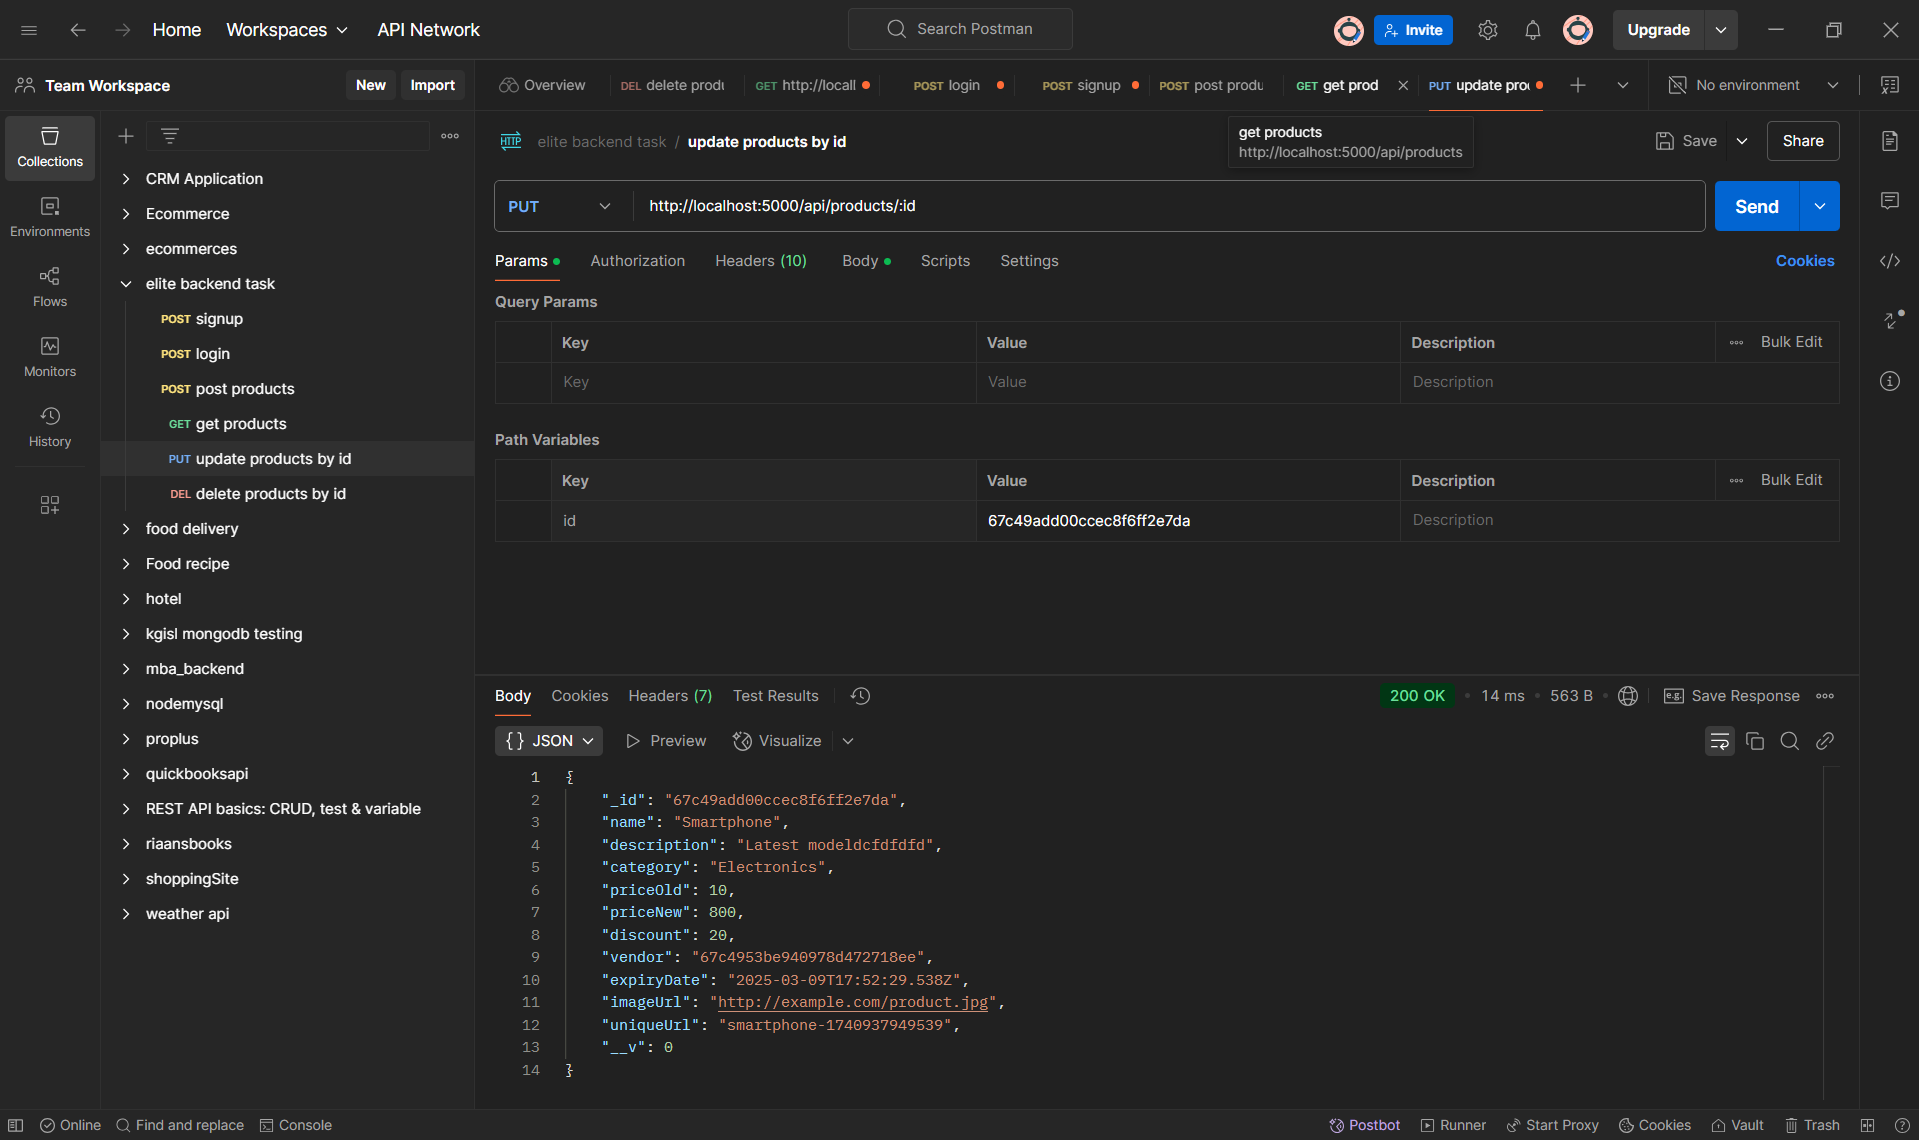 Home Workspaces API Network Search Postman Invite Upgrade
Team Workspace New Import
Overview DEL delete produ GET http://locall POST login POST signup POST post produ GET get prod PUT update pro No environment
Collections
Environments
Flows
Monitors
History
CRM Application
Ecommerce
ecommerces
elite backend task
POST signup
POST login
POST post products
GET get products
PUT update products by id
DEL delete products by id
food delivery
Food recipe
hotel
kgisl mongodb testing
mba_backend
nodemysql
proplus
quickbooksapi
REST API basics: CRUD, test & variable
riaansbooks
shoppingSite
weather api
HTTP elite backend task / update products by id
get products
http://localhost:5000/api/products
Save Share
PUT http://localhost:5000/api/products/:id Send
Params Authorization Headers (10) Body Scripts Settings Cookies
Query Params
Key Value Description Bulk Edit
Key Value Description
Path Variables
Key Value Description Bulk Edit
id 67c49add00ccec8f6ff2e7da Description
Body Cookies Headers (7) Test Results 200 OK 14 ms 563 B e.g. Save Response
{} JSON Preview Visualize
1 {
2 "_id": "67c49add00ccec8f6ff2e7da",
3 "name": "Smartphone",
4 "description": "Latest modeldcfdfdfd",
5 "category": "Electronics",
6 "priceOld": 10,
7 "priceNew": 800,
8 "discount": 20,
9 "vendor": "67c4953be940978d472718ee",
10 "expiryDate": "2025-03-09T17:52:29.538Z",
11 "imageUrl": "http://example.com/product.jpg",
12 "uniqueUrl": "smartphone-1740937949539",
13 "__v": 0
14 }
Online Find and replace Console Postbot Runner Start Proxy Cookies Vault Trash